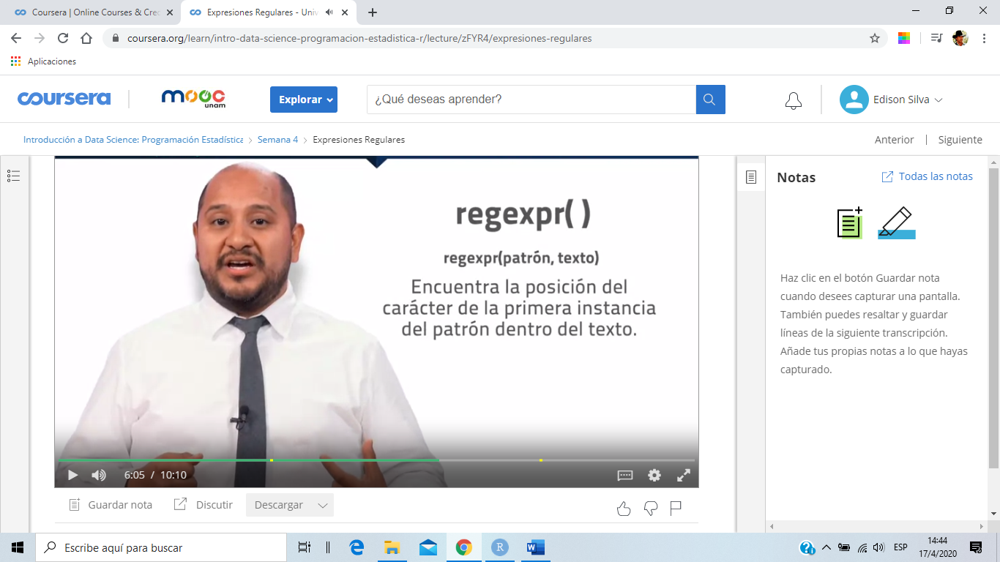 Coursera | Online Courses & Cred
Expresiones Regulares - Univ
coursera.org/learn/intro-data-science-programacion-estadistica-r/lecture/zFYR4/expresiones-regulares
Aplicaciones
coursera
mooc
unam
Explorar
¿Qué deseas aprender?
Edison Silva
Introducción a Data Science: Programación Estadística
Semana 4
Expresiones Regulares
Anterior | Siguiente
regexpr( )
regexpr(patrón, texto)
Encuentra la posición del
carácter de la primera instancia
del patrón dentro del texto.
6:05 / 10:10
Guardar nota
Discutir
Descargar
Notas
Todas las notas
Haz clic en el botón Guardar nota
cuando desees capturar una pantalla.
También puedes resaltar y guardar
líneas de la siguiente transcripción.
Añade tus propias notas a lo que hayas
capturado.
Escribe aquí para buscar
R
W
ESP
14:44
17/4/2020